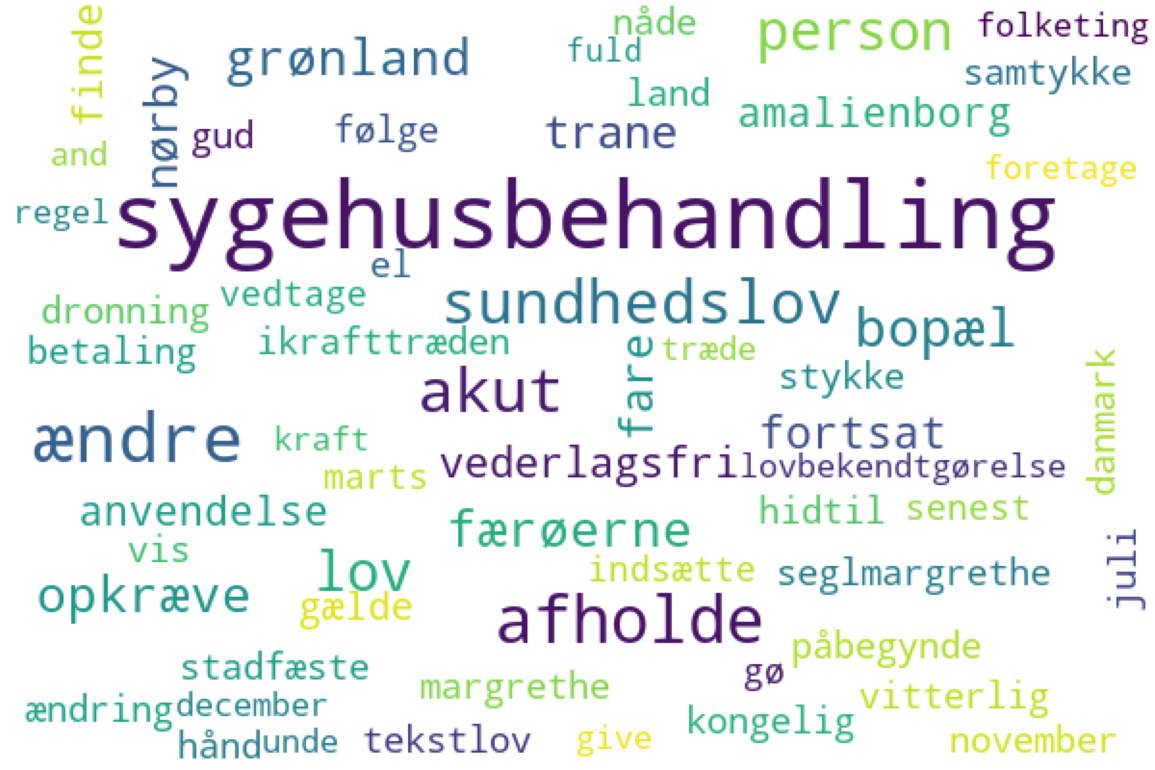 finde
nåde
person
folketing
grønland
fuld
samtykke
nørby
land
amalienborg
gud
følge
trane
and
foretage
regel
sygehusbehandling
el
dronning
vedtage
sundhedslov
bopæl
betaling
ikrafttræden
fare
træde
stykke
akut
danmark
ændre
kraft
fortsat
marts
vederlagsfri
lovbekendtgørelse
anvendelse
færøerne
hidtil
senest
vis
lov
indsætte
seglmargrethe
juli
opkræve
gælde
afholde
påbegynde
stadfæste
margrethe
gø
vitterlig
ændring
december
kongelig
hånd
unde
tekstlov
give
november